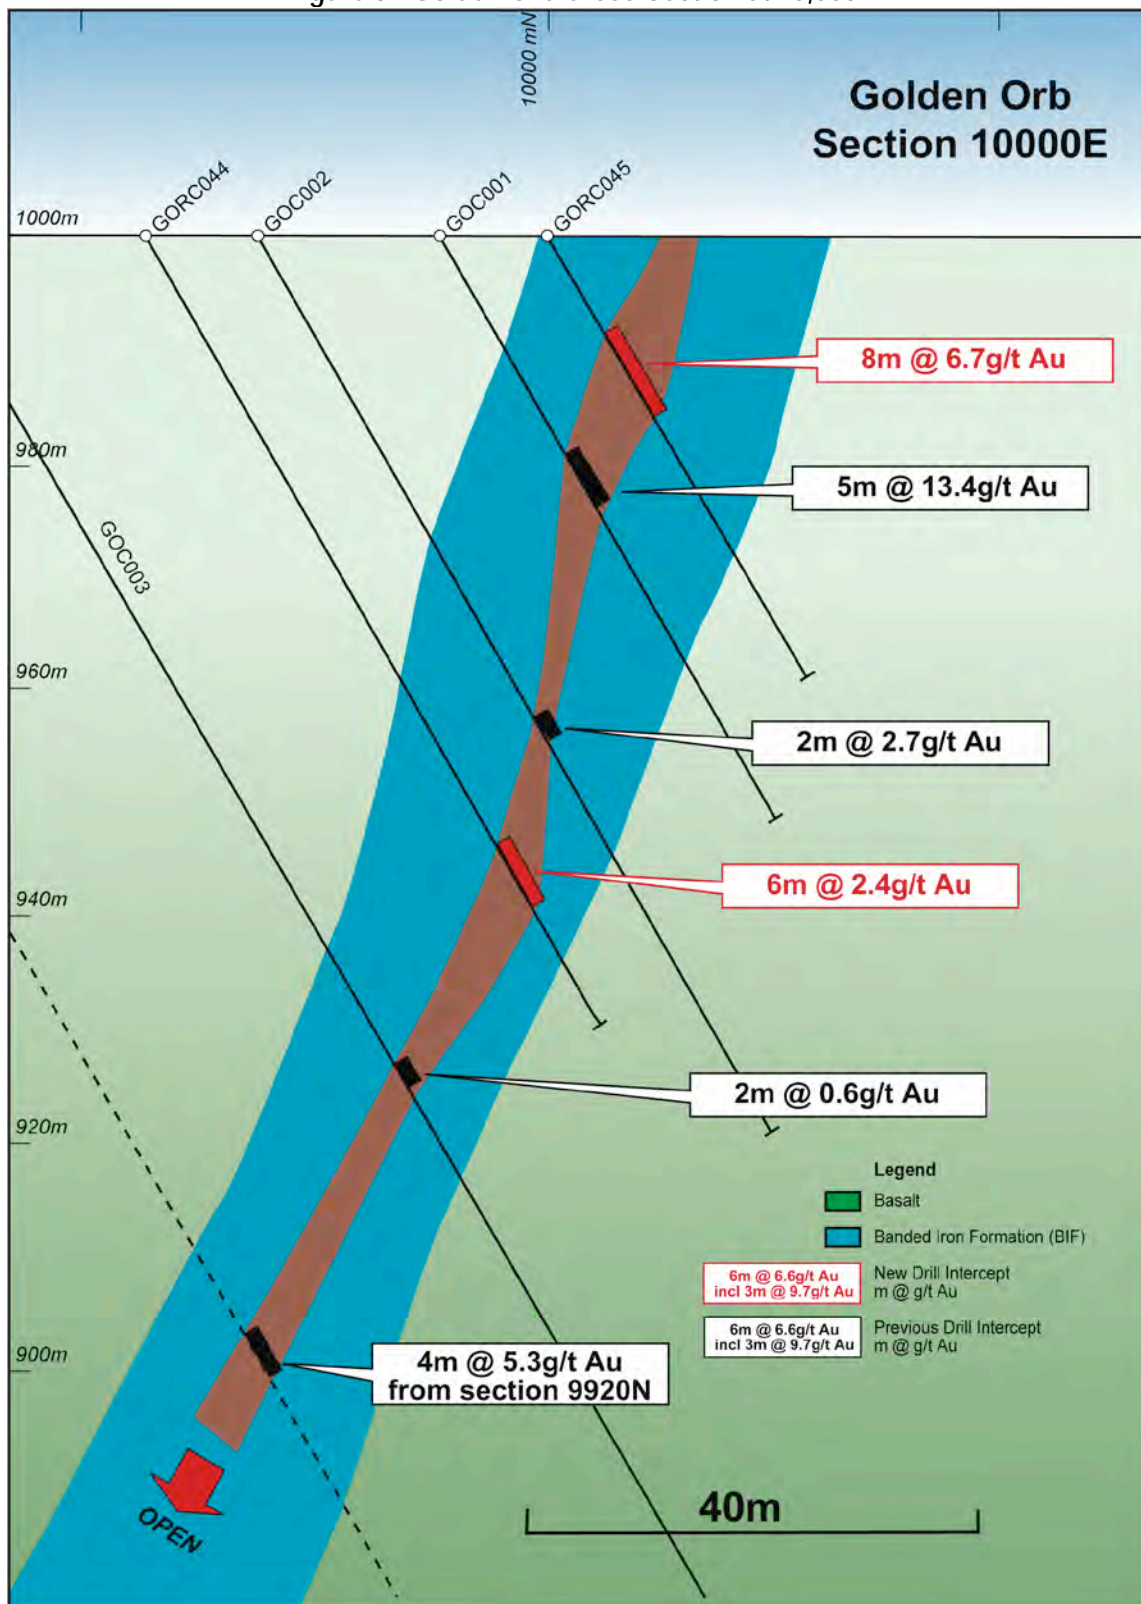 10000 mN
Golden Orb
Section 10000E
GORC044
GOC002
GOC001
GORC045
1000m
8m @ 6.7g/t Au
980m
5m @ 13.4g/t Au
GOC003
960m
2m @ 2.7g/t Au
6m @ 2.4g/t Au
940m
2m @ 0.6g/t Au
920m
Legend
Basalt
Banded Iron Formation (BIF)
6m @ 6.6g/t Au
incl 3m @ 9.7g/t Au
New Drill Intercept
m @ g/t Au
6m @ 6.6g/t Au
incl 3m @ 9.7g/t Au
Previous Drill Intercept
m @ g/t Au
900m
4m @ 5.3g/t Au
from section 9920N
40m
OPEN